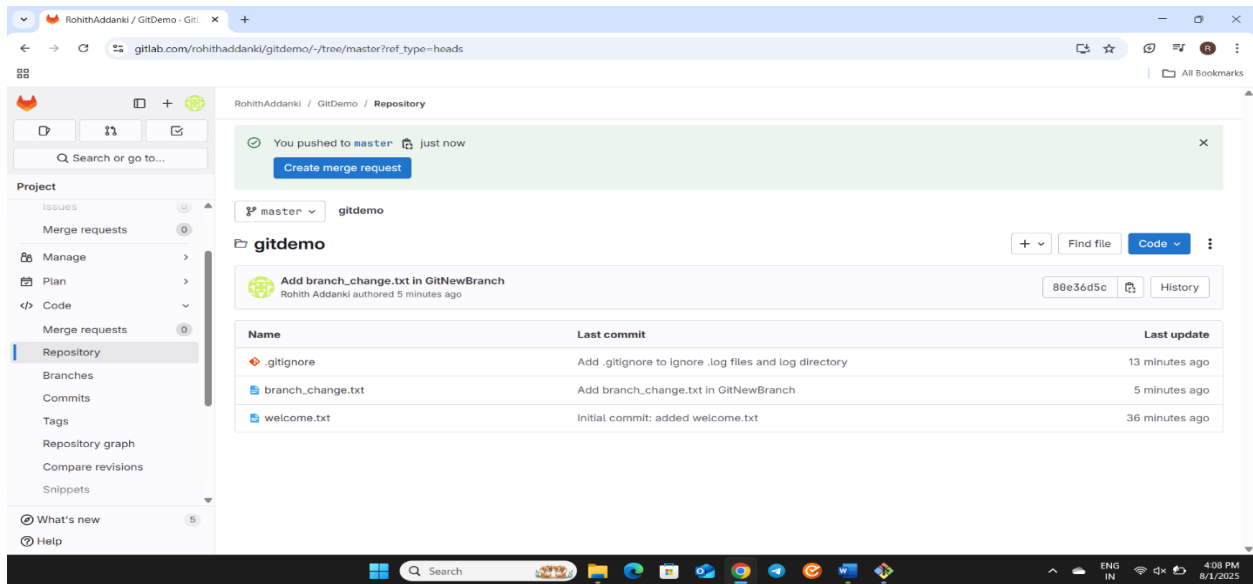 RohithAddanki / GitDemo · Gitl
gitlab.com/rohithaddanki/gitdemo/-/tree/master?ref_type=heads
R
All Bookmarks
RohithAddanki / GitDemo / Repository
You pushed to master just now
Create merge request
Search or go to...
Project
Issues 0
Merge requests 0
Manage
Plan
Code
Merge requests 0
Repository
Branches
Commits
Tags
Repository graph
Compare revisions
Snippets
What's new 5
Help
master gitdemo
gitdemo
Find file Code
Add branch_change.txt in GitNewBranch
Rohith Addanki authored 5 minutes ago
80e36d5c History
Name Last commit Last update
.gitignore Add .gitignore to ignore .log files and log directory 13 minutes ago
branch_change.txt Add branch_change.txt in GitNewBranch 5 minutes ago
welcome.txt Initial commit: added welcome.txt 36 minutes ago
Search
ENG
IN
4:08 PM
8/1/2025